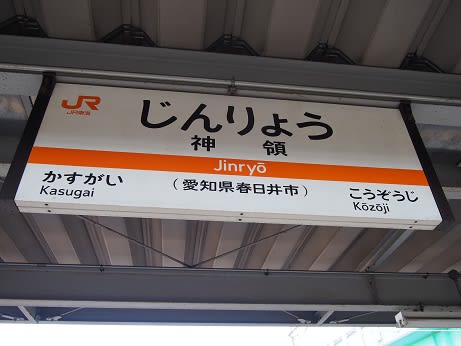 JR
JR東海
じんりょう
神領
Jinryō
かすがい
Kasugai
(愛知県春日井市)
こうぞうじ
Kōzōji